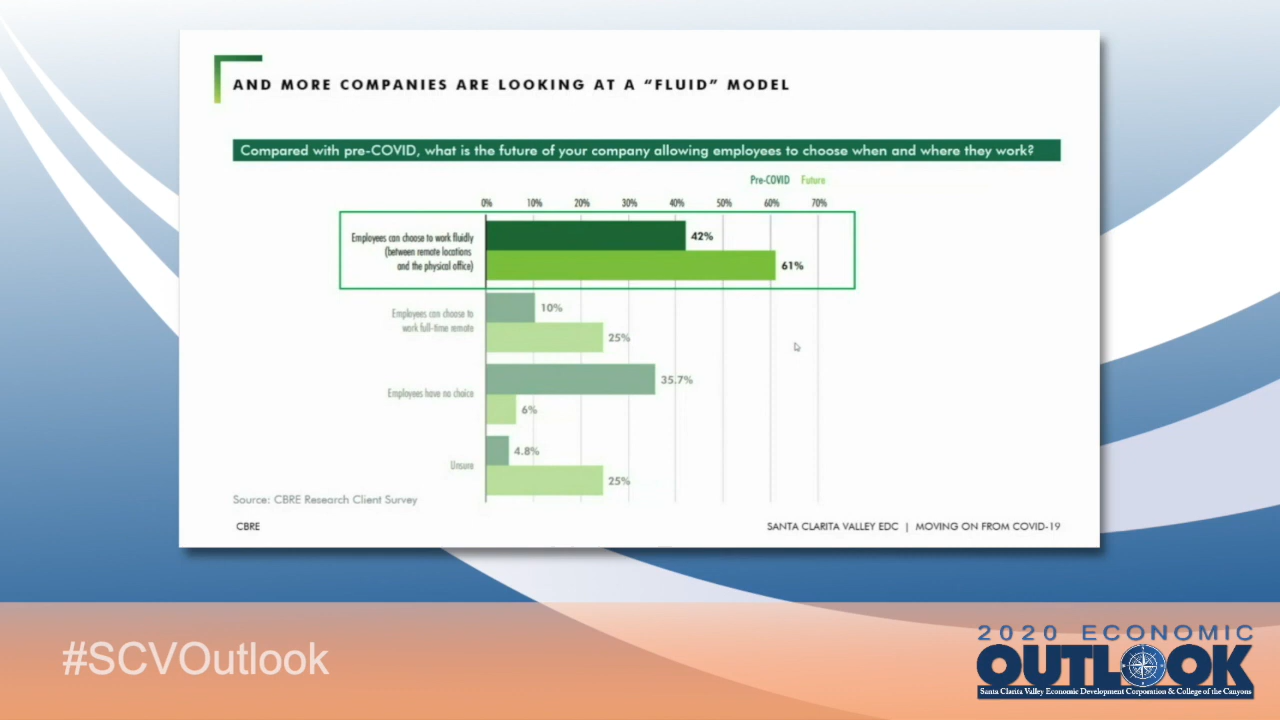 AND MORE COMPANIES ARE LOOKING AT A “FLUID” MODEL
Compared with pre-COVID, what is the future of your company allowing employees to choose when and where they work?
Pre-COVID Future
0% 10% 20% 30% 40% 50% 60% 70%
Employees can choose to work fluidly
(between remote locations
and the physical office)
42%
61%
Employees can choose to
work full-time remote
10%
25%
Employees have no choice
35.7%
6%
Unsure
4.8%
25%
Source: CBRE Research Client Survey
CBRE
SANTA CLARITA VALLEY EDC | MOVING ON FROM COVID-19
#SCVOutlook
2020 ECONOMIC
OUTLOOK
Santa Clarita Valley Economic Development Corporation & College of the Canyons